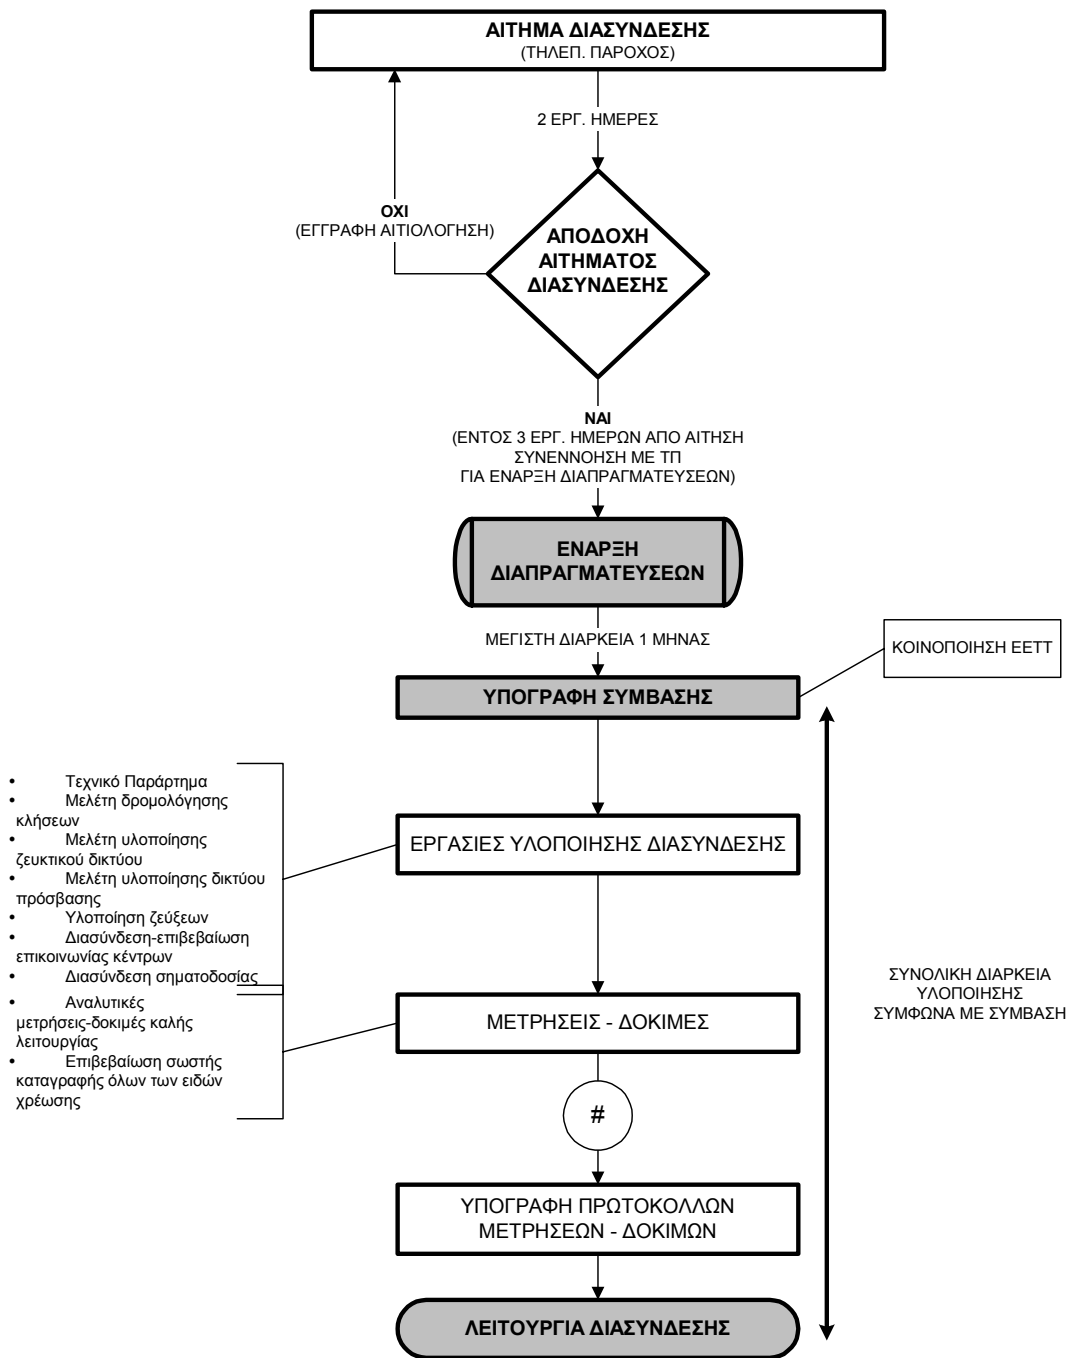 ΑΙΤΗΜΑ ΔΙΑΣΥΝΔΕΣΗΣ
(ΤΗΛΕΠ. ΠΑΡΟΧΟΣ)
2 ΕΡΓ. ΗΜΕΡΕΣ
ΟΧΙ
(ΕΓΓΡΑΦΗ ΑΙΤΙΟΛΟΓΗΣΗ)
ΑΠΟΔΟΧΗ
ΑΙΤΗΜΑΤΟΣ
ΔΙΑΣΥΝΔΕΣΗΣ
ΝΑΙ
(ΕΝΤΟΣ 3 ΕΡΓ. ΗΜΕΡΩΝ ΑΠΟ ΑΙΤΗΣΗ
ΣΥΝΕΝΝΟΗΣΗ ΜΕ ΤΠ
ΓΙΑ ΕΝΑΡΞΗ ΔΙΑΠΡΑΓΜΑΤΕΥΣΕΩΝ)
ΕΝΑΡΞΗ
ΔΙΑΠΡΑΓΜΑΤΕΥΣΕΩΝ
ΜΕΓΙΣΤΗ ΔΙΑΡΚΕΙΑ 1 ΜΗΝΑΣ
ΚΟΙΝΟΠΟΙΗΣΗ ΕΕΤΤ
ΥΠΟΓΡΑΦΗ ΣΥΜΒΑΣΗΣ
• Τεχνικό Παράρτημα
• Μελέτη δρομολόγησης
κλήσεων
• Μελέτη υλοποίησης
ζευκτικού δικτύου
• Μελέτη υλοποίησης δικτύου
πρόσβασης
• Υλοποίηση ζεύξεων
• Διασύνδεση-επιβεβαίωση
επικοινωνίας κέντρων
• Διασύνδεση σηματοδοσίας
ΕΡΓΑΣΙΕΣ ΥΛΟΠΟΙΗΣΗΣ ΔΙΑΣΥΝΔΕΣΗΣ
• Αναλυτικές
μετρήσεις-δοκιμές καλής
λειτουργίας
• Επιβεβαίωση σωστής
καταγραφής όλων των ειδών
χρέωσης
ΜΕΤΡΗΣΕΙΣ - ΔΟΚΙΜΕΣ
ΣΥΝΟΛΙΚΗ ΔΙΑΡΚΕΙΑ
ΥΛΟΠΟΙΗΣΗΣ
ΣΥΜΦΩΝΑ ΜΕ ΣΥΜΒΑΣΗ
#
ΥΠΟΓΡΑΦΗ ΠΡΩΤΟΚΟΛΛΩΝ
ΜΕΤΡΗΣΕΩΝ - ΔΟΚΙΜΩΝ
ΛΕΙΤΟΥΡΓΙΑ ΔΙΑΣΥΝΔΕΣΗΣ